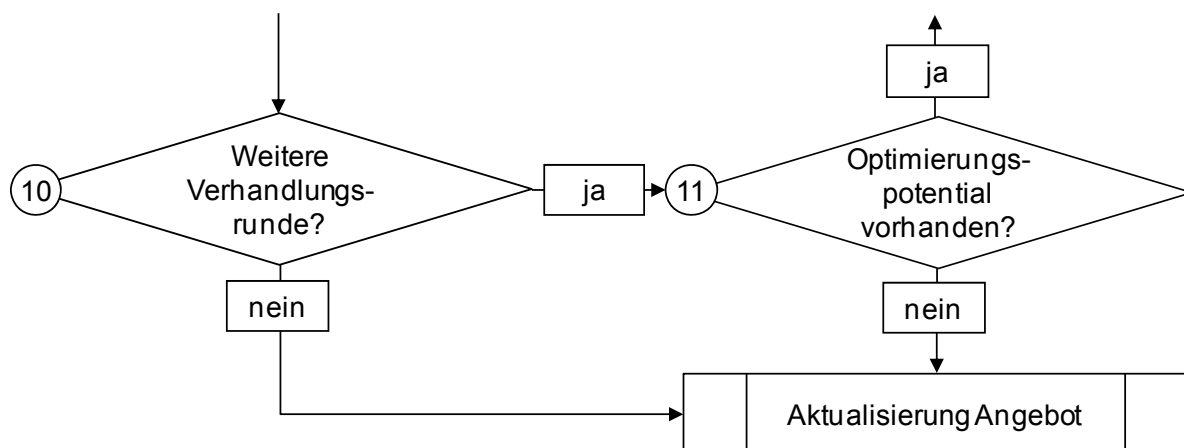 10
Weitere
Verhandlungs-
runde?
ja
nein
11
ja
Optimierungs-
potential
vorhanden?
nein
Aktualisierung Angebot